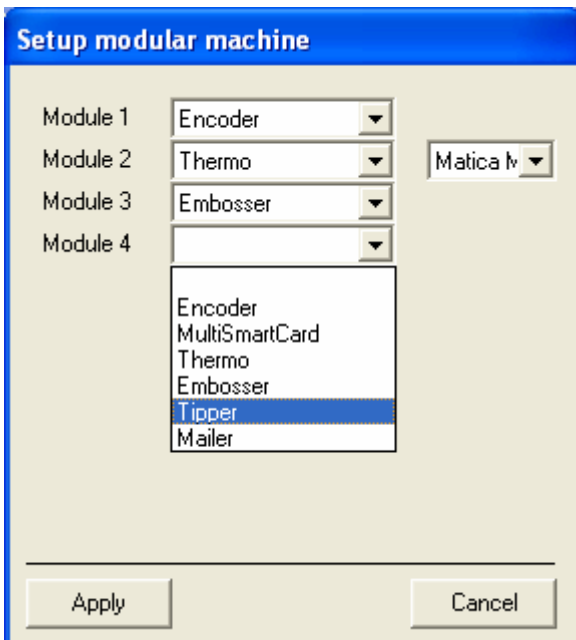 Setup modular machine
Module 1 Encoder
Module 2 Thermo Matica M
Module 3 Embosser
Module 4
Encoder
MultiSmartCard
Thermo
Embosser
Tipper
Mailer
Apply Cancel